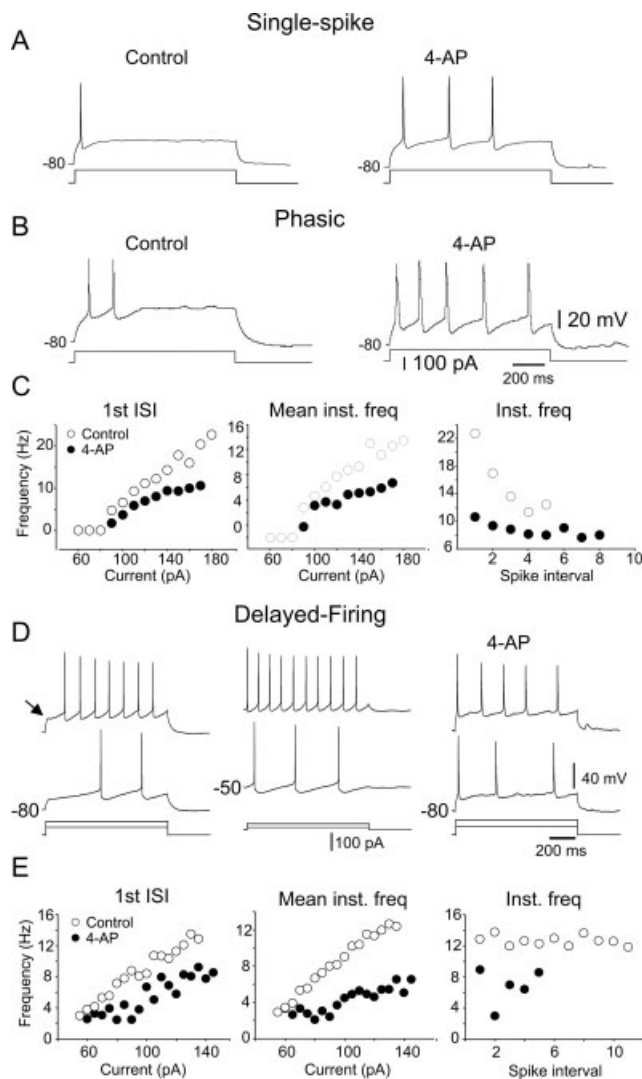 A
Single-spike
Control
4-AP
-80
-80
B
Phasic
Control
4-AP
-80
-80
20 mV
100 pA
200 ms
C
1st ISI
Mean inst. freq
Inst. freq
Control
4-AP
Frequency (Hz)
20
10
0
60 100 140 180
Current (pA)
16
12
8
4
0
60 100 140 180
Current (pA)
22
18
14
10
8
6
0 2 4 6 8 10
Spike interval
D
Delayed-Firing
4-AP
-80
-50
-80
40 mV
100 pA
200 ms
E
1st ISI
Mean inst. freq
Inst. freq
Control
4-AP
Frequency (Hz)
16
12
8
4
0
60 100 140
Current (pA)
12
8
4
0
60 100 140
Current (pA)
16
12
8
4
0
2 6 10
Spike interval